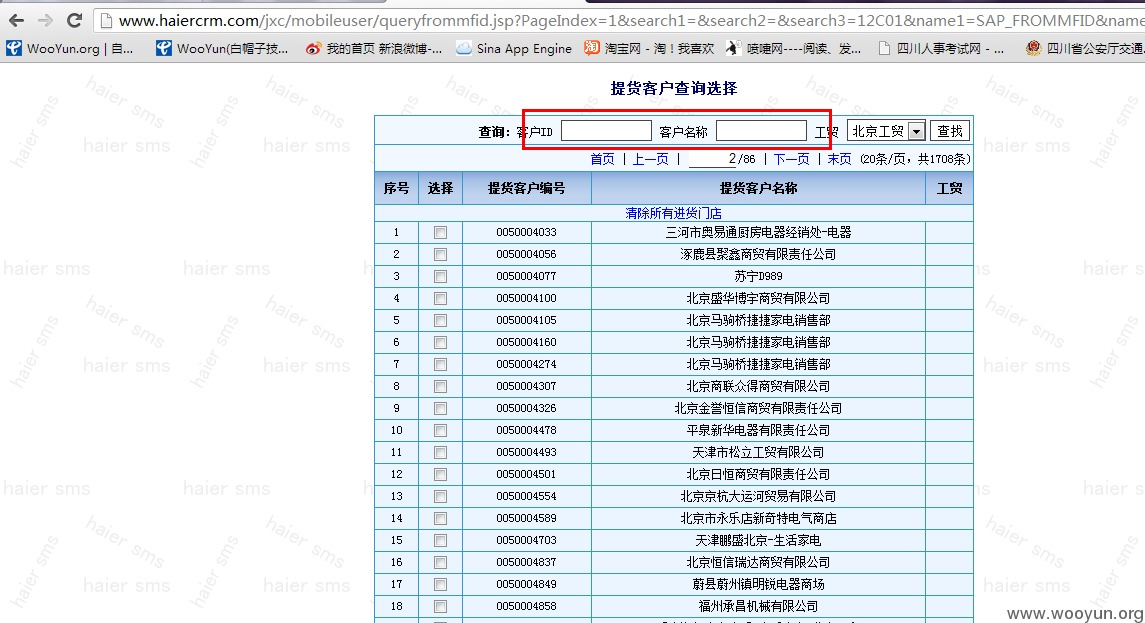 www.haiercrm.com/jxc/mobileuser/queryfrommfid.jsp?PageIndex=1&search1=&search2=&search3=12C01&name1=SAP_FROMMFID&name
WooYun.org | 自... WooYun(白帽子技... 我的首页 新浪微博-... Sina App Engine 淘宝网 - 淘！我喜欢 喷嚏网----阅读、发... 四川人事考试网 - ... 四川省公安厅交通
提货客户查询选择
查询: 客户ID 客户名称 工贸 北京工贸 查找
首页 | 上一页 | 2/86 | 下一页 | 末页 (20条/页，共1708条)
序号 选择 提货客户编号 提货客户名称 工贸
清除所有进货门店
1 0050004033 三河市奥易通厨房电器经销处-电器
2 0050004056 涿鹿县聚鑫商贸有限责任公司
3 0050004077 苏宁D989
4 0050004100 北京盛华博宇商贸有限公司
5 0050004105 北京马驹桥捷捷家电销售部
6 0050004160 北京马驹桥捷捷家电销售部
7 0050004274 北京马驹桥捷捷家电销售部
8 0050004307 北京商联众得商贸有限公司
9 0050004326 北京金誉恒信商贸有限责任公司
10 0050004478 平泉新华电器有限责任公司
11 0050004493 天津市松立工贸有限公司
12 0050004501 北京日恒商贸有限责任公司
13 0050004554 北京京杭大运河贸易有限公司
14 0050004589 北京市永乐店新奇特电气商店
15 0050004703 天津鹏盛北京-生活家电
16 0050004837 北京恒信瑞达商贸有限公司
17 0050004849 蔚县蔚州镇明锐电器商场
18 0050004858 福州承昌机械有限公司
haier sms
www.wooyun.org